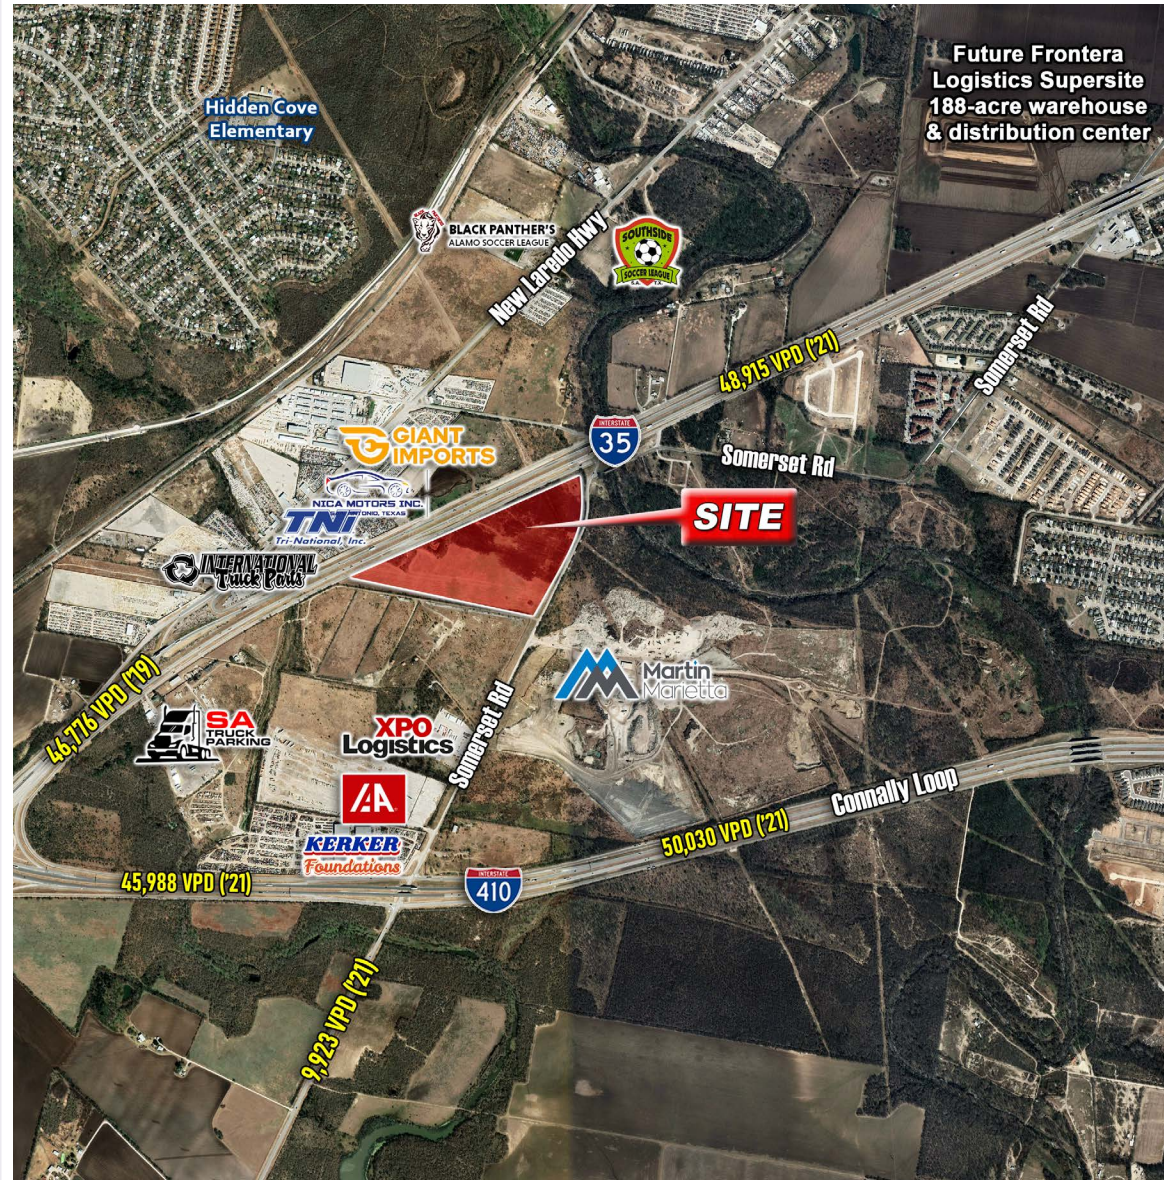 Future Frontera
Logistics Supersite
188-acre warehouse
& distribution center
Hidden Cove
Elementary
BLACK PANTHER'S
ALAMO SOCCER LEAGUE
New Laredo Hwy
SOUTHSIDE
SOCCER LEAGUE
Somerset Rd
48,915 VPD ('21)
INTERSTATE
35
GIANT
IMPORTS
Somerset Rd
NICA MOTORS INC.
TNI
Tri-National, Inc.
SITE
INTERNATIONAL
Truck Parts
46,776 VPD ('19)
Martin
Marietta
SA
TRUCK
PARKING
XPO
Logistics
Somerset Rd
IAA
Connally Loop
50,030 VPD ('21)
KERKER
Foundations
45,988 VPD ('21)
INTERSTATE
410
9,923 VPD ('21)